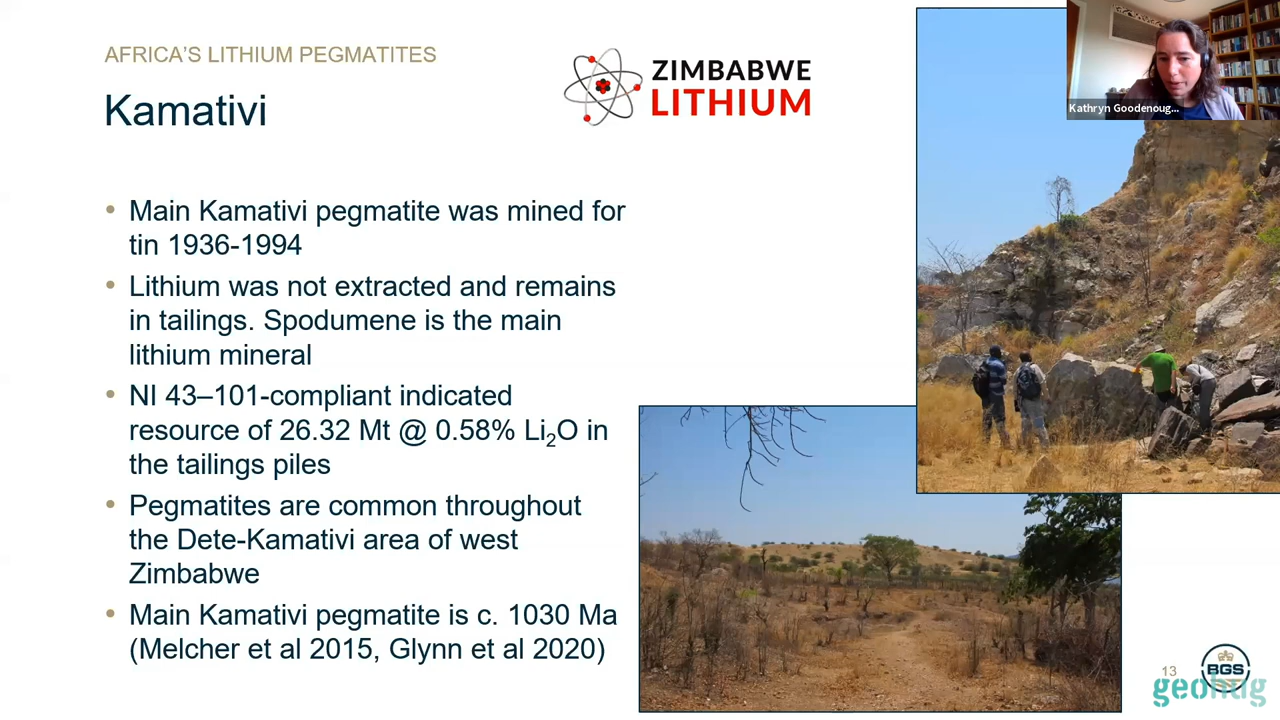 AFRICA'S LITHIUM PEGMATITES
Kamativi
ZIMBABWE
LITHIUM
Kathryn Goodenoug...
• Main Kamativi pegmatite was mined for
tin 1936-1994
• Lithium was not extracted and remains
in tailings. Spodumene is the main
lithium mineral
• NI 43–101-compliant indicated
resource of 26.32 Mt @ 0.58% Li₂O in
the tailings piles
• Pegmatites are common throughout
the Dete-Kamativi area of west
Zimbabwe
• Main Kamativi pegmatite is c. 1030 Ma
(Melcher et al 2015, Glynn et al 2020)
13
BGS
geohug